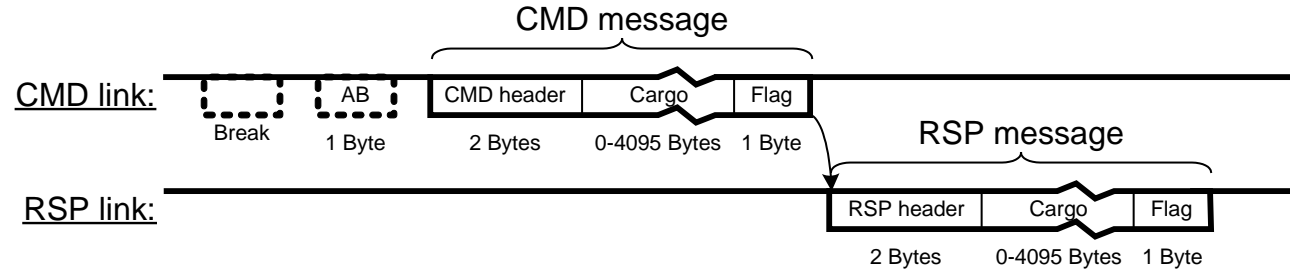 CMD message
CMD link:
AB
CMD header
Cargo
Flag
Break
1 Byte
2 Bytes
0-4095 Bytes
1 Byte
RSP message
RSP link:
RSP header
Cargo
Flag
2 Bytes
0-4095 Bytes
1 Byte